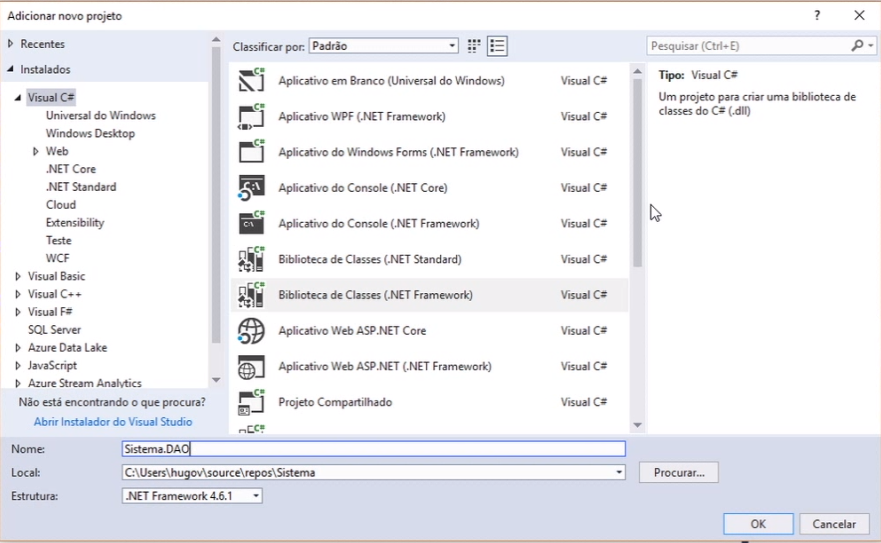 Adicionar novo projeto
? ×
Recentes
Instalados
Visual C#
Universal do Windows
Windows Desktop
Web
.NET Core
.NET Standard
Cloud
Extensibility
Teste
WCF
Visual Basic
Visual C++
Visual F#
SQL Server
Azure Data Lake
JavaScript
Azure Stream Analytics
Não está encontrando o que procura?
Abrir Instalador do Visual Studio
Classificar por: Padrão
Aplicativo em Branco (Universal do Windows) Visual C#
Aplicativo WPF (.NET Framework) Visual C#
Aplicativo do Windows Forms (.NET Framework) Visual C#
Aplicativo do Console (.NET Core) Visual C#
Aplicativo do Console (.NET Framework) Visual C#
Biblioteca de Classes (.NET Standard) Visual C#
Biblioteca de Classes (.NET Framework) Visual C#
Aplicativo Web ASP.NET Core Visual C#
Aplicativo Web ASP.NET (.NET Framework) Visual C#
Projeto Compartilhado Visual C#
Pesquisar (Ctrl+E)
Tipo: Visual C#
Um projeto para criar uma biblioteca de
classes do C# (.dll)
Nome: Sistema.DAO
Local: C:\Users\hugov\source\repos\Sistema Procurar...
Estrutura: .NET Framework 4.6.1
OK Cancelar